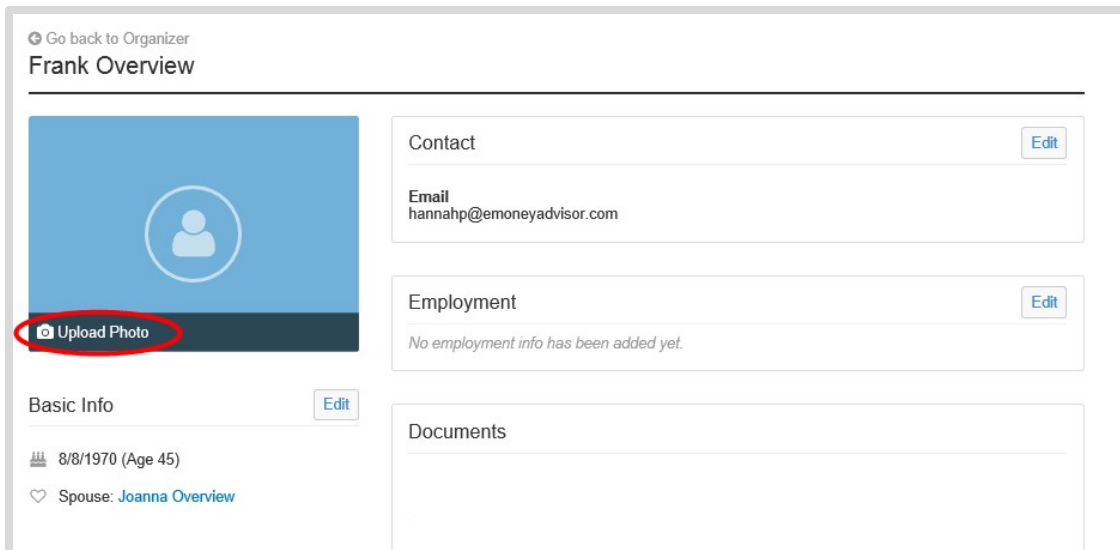 Go back to Organizer
Frank Overview
Upload Photo
Basic Info
Edit
8/8/1970 (Age 45)
Spouse: Joanna Overview
Contact
Edit
Email
hannahp@emoneyadvisor.com
Employment
Edit
No employment info has been added yet.
Documents